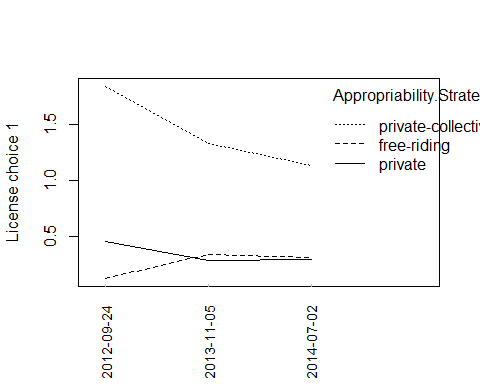 License choice 1
1.5
1.0
0.5
Appropriability.Strate
private-collectiv
free-riding
private
2012-09-24
2013-11-05
2014-07-02